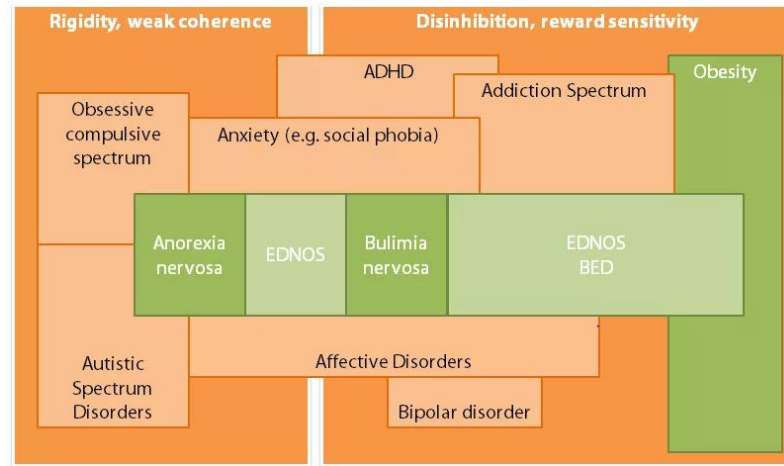 Rigidity, weak coherence
Disinhibition, reward sensitivity
ADHD
Obesity
Addiction Spectrum
Obsessive
compulsive
spectrum
Anxiety (e.g. social phobia)
Anorexia
nervosa
EDNOS
Bulimia
nervosa
EDNOS
BED
Autistic
Spectrum
Disorders
Affective Disorders
Bipolar disorder